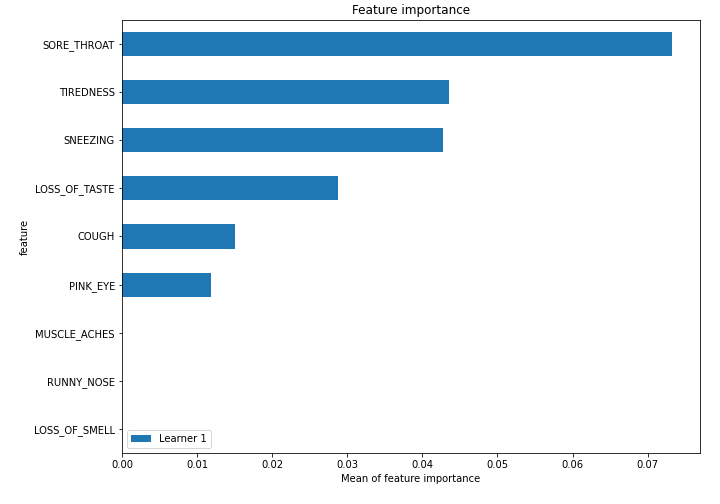 Feature importance
SORE_THROAT
TIREDNESS
SNEEZING
LOSS_OF_TASTE
COUGH
PINK_EYE
MUSCLE_ACHES
RUNNY_NOSE
LOSS_OF_SMELL
feature
Learner 1
0.00 0.01 0.02 0.03 0.04 0.05 0.06 0.07
Mean of feature importance